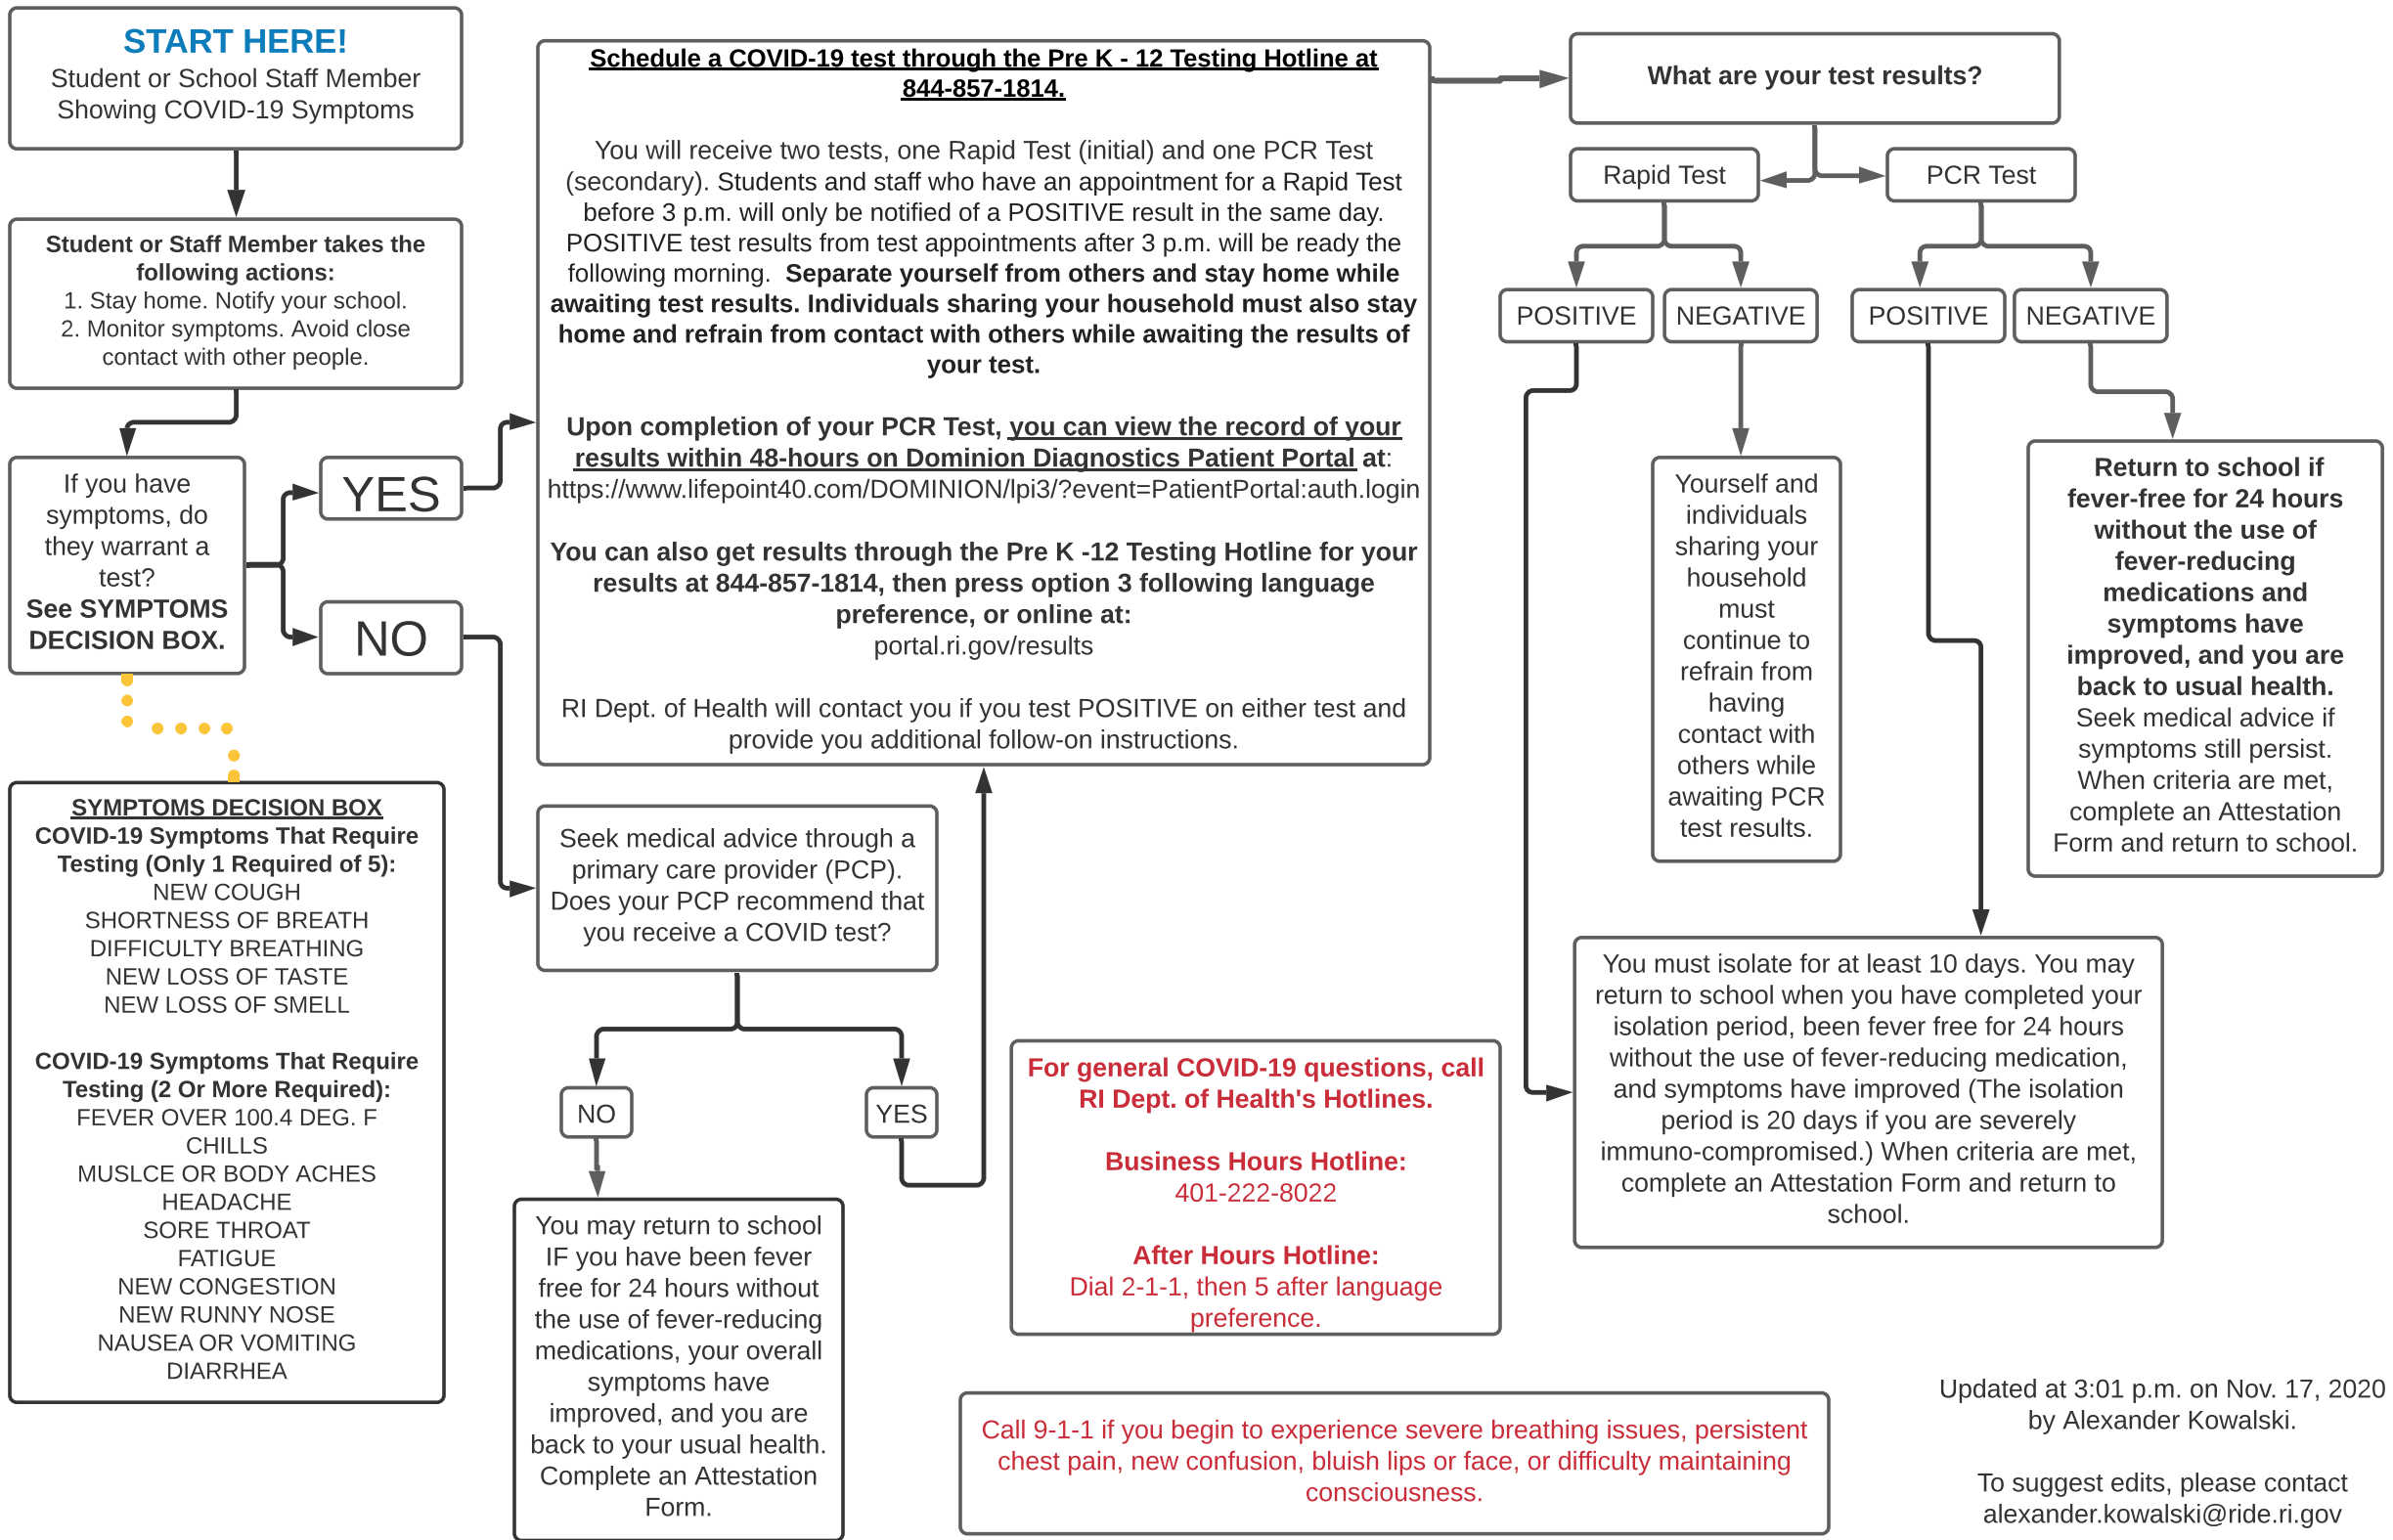 START HERE!
Student or School Staff Member
Showing COVID-19 Symptoms
Student or Staff Member takes the
following actions:
1. Stay home. Notify your school.
2. Monitor symptoms. Avoid close
contact with other people.
If you have
symptoms, do
they warrant a
test?
See SYMPTOMS
DECISION BOX.
YES
NO
SYMPTOMS DECISION BOX
COVID-19 Symptoms That Require
Testing (Only 1 Required of 5):
NEW COUGH
SHORTNESS OF BREATH
DIFFICULTY BREATHING
NEW LOSS OF TASTE
NEW LOSS OF SMELL
COVID-19 Symptoms That Require
Testing (2 Or More Required):
FEVER OVER 100.4 DEG. F
CHILLS
MUSLCE OR BODY ACHES
HEADACHE
SORE THROAT
FATIGUE
NEW CONGESTION
NEW RUNNY NOSE
NAUSEA OR VOMITING
DIARRHEA
Schedule a COVID-19 test through the Pre K - 12 Testing Hotline at
844-857-1814.
You will receive two tests, one Rapid Test (initial) and one PCR Test
(secondary). Students and staff who have an appointment for a Rapid Test
before 3 p.m. will only be notified of a POSITIVE result in the same day.
POSITIVE test results from test appointments after 3 p.m. will be ready the
following morning. Separate yourself from others and stay home while
awaiting test results. Individuals sharing your household must also stay
home and refrain from contact with others while awaiting the results of
your test.
Upon completion of your PCR Test, you can view the record of your
results within 48-hours on Dominion Diagnostics Patient Portal at:
https://www.lifepoint40.com/DOMINION/lpi3/?event=PatientPortal:auth.login
You can also get results through the Pre K -12 Testing Hotline for your
results at 844-857-1814, then press option 3 following language
preference, or online at:
portal.ri.gov/results
RI Dept. of Health will contact you if you test POSITIVE on either test and
provide you additional follow-on instructions.
Seek medical advice through a
primary care provider (PCP).
Does your PCP recommend that
you receive a COVID test?
NO
YES
You may return to school
IF you have been fever
free for 24 hours without
the use of fever-reducing
medications, your overall
symptoms have
improved, and you are
back to your usual health.
Complete an Attestation
Form.
For general COVID-19 questions, call
RI Dept. of Health's Hotlines.
Business Hours Hotline:
401-222-8022
After Hours Hotline:
Dial 2-1-1, then 5 after language
preference.
Call 9-1-1 if you begin to experience severe breathing issues, persistent
chest pain, new confusion, bluish lips or face, or difficulty maintaining
consciousness.
What are your test results?
Rapid Test
PCR Test
POSITIVE
NEGATIVE
POSITIVE
NEGATIVE
Yourself and
individuals
sharing your
household
must
continue to
refrain from
having
contact with
others while
awaiting PCR
test results.
Return to school if
fever-free for 24 hours
without the use of
fever-reducing
medications and
symptoms have
improved, and you are
back to usual health.
Seek medical advice if
symptoms still persist.
When criteria are met,
complete an Attestation
Form and return to school.
You must isolate for at least 10 days. You may
return to school when you have completed your
isolation period, been fever free for 24 hours
without the use of fever-reducing medication,
and symptoms have improved (The isolation
period is 20 days if you are severely
immuno-compromised.) When criteria are met,
complete an Attestation Form and return to
school.
Updated at 3:01 p.m. on Nov. 17, 2020
by Alexander Kowalski.
To suggest edits, please contact
alexander.kowalski@ride.ri.gov